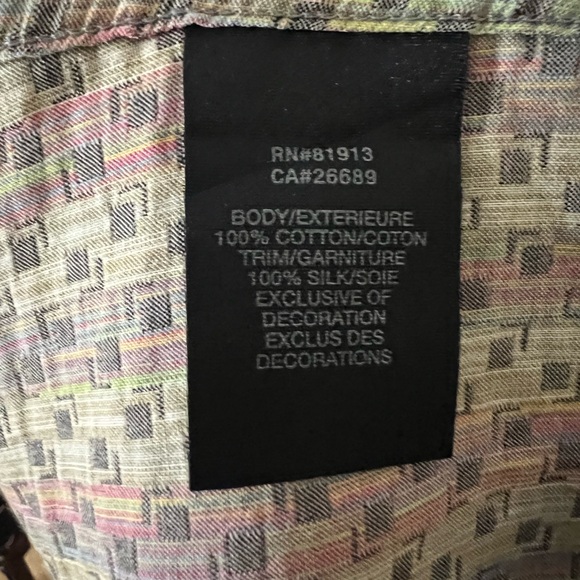 RN#81913
CA#26689
BODY/EXTERIEURE
100% COTTON/COTON
TRIM/GARNITURE
100% SILK/SOIE
EXCLUSIVE OF
DECORATION
EXCLUS DES
DECORATIONS